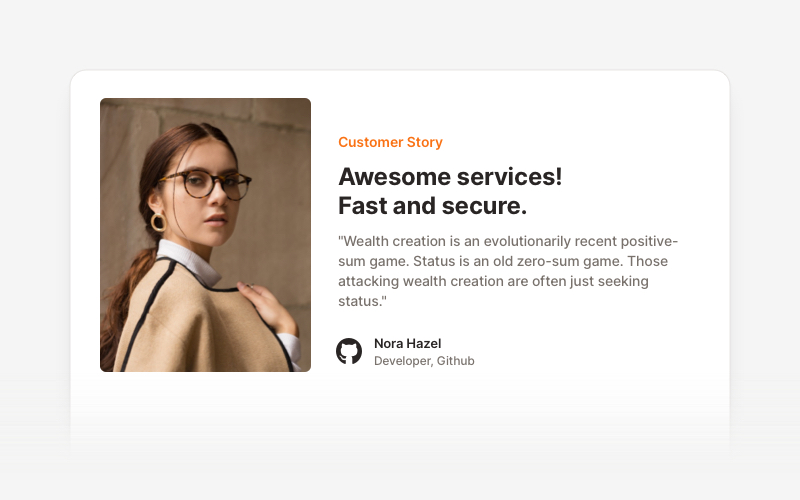 Customer Story
Awesome services!
Fast and secure.
"Wealth creation is an evolutionarily recent positive-
sum game. Status is an old zero-sum game. Those
attacking wealth creation are often just seeking
status."
Nora Hazel
Developer, Github